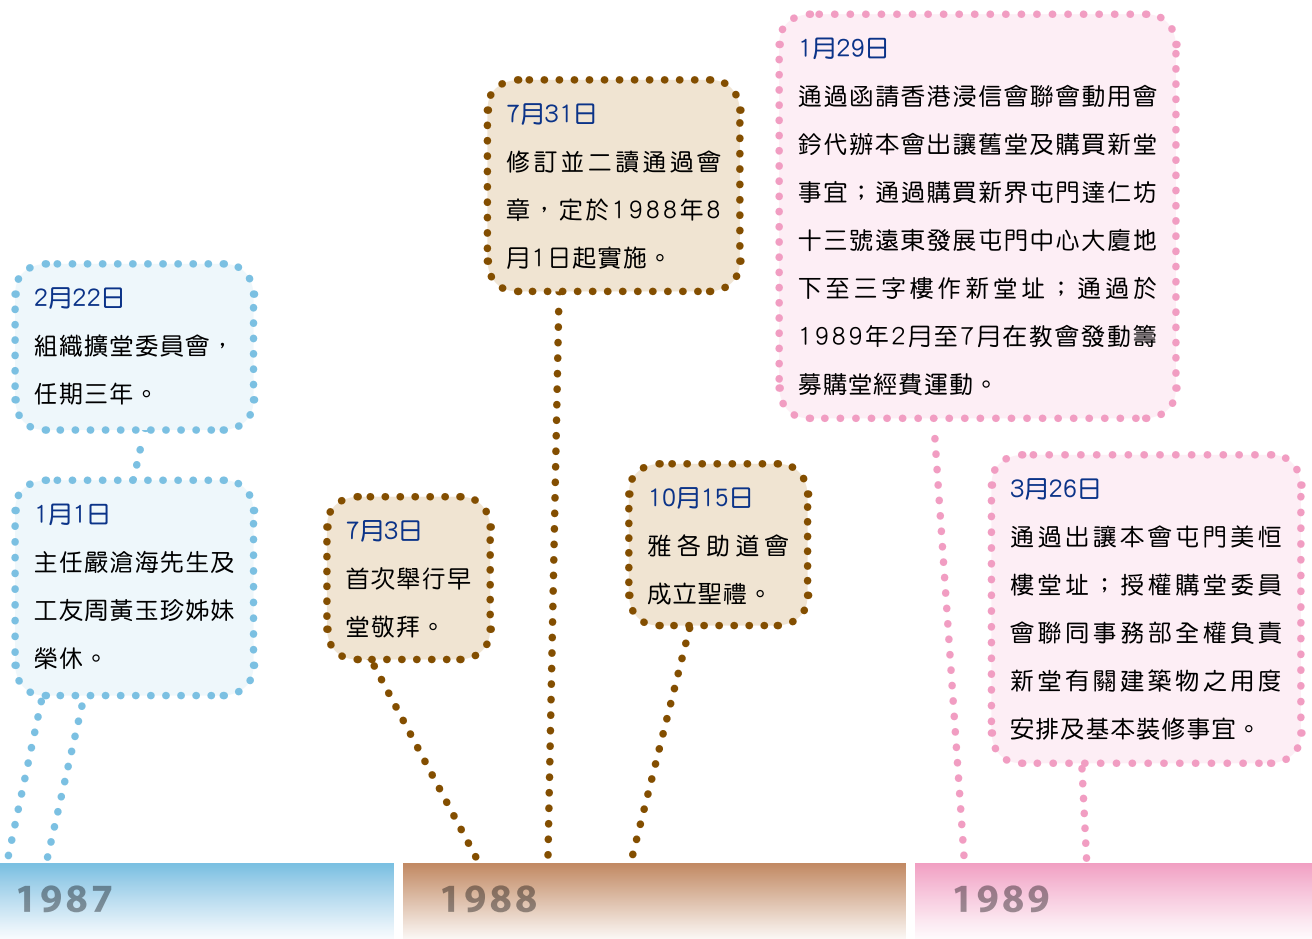 2月22日
組織擴堂委員會，
任期三年。
1月1日
主任嚴滄海先生及
工友周黃玉珍姊妹
榮休。
1987
7月3日
首次舉行早
堂敬拜。
7月31日
修訂並二讀通過會
章，定於1988年8
月1日起實施。
10月15日
雅各助道會
成立聖禮。
1988
1月29日
通過函請香港浸信會聯會動用會
鈐代辦本會出讓舊堂及購買新堂
事宜；通過購買新界屯門達仁坊
十三號遠東發展屯門中心大廈地
下至三字樓作新堂址；通過於
1989年2月至7月在教會發動籌
募購堂經費運動。
3月26日
通過出讓本會屯門美恒
樓堂址；授權購堂委員
會聯同事務部全權負責
新堂有關建築物之用度
安排及基本裝修事宜。
1989